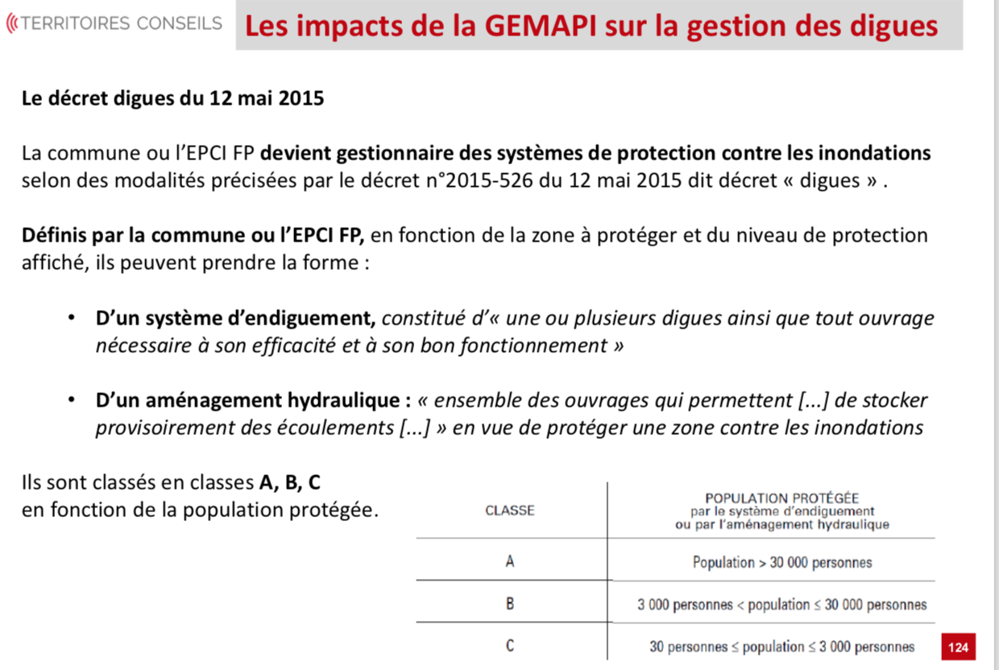 TERRITOIRES CONSEILS
Les impacts de la GEMAPI sur la gestion des digues
Le décret digues du 12 mai 2015
La commune ou l’EPCI FP devient gestionnaire des systèmes de protection contre les inondations
selon des modalités précisées par le décret n°2015-526 du 12 mai 2015 dit décret « digues » .
Définis par la commune ou l’EPCI FP, en fonction de la zone à protéger et du niveau de protection
affiché, ils peuvent prendre la forme :
• D’un système d’endiguement, constitué d’« une ou plusieurs digues ainsi que tout ouvrage
nécessaire à son efficacité et à son bon fonctionnement »
• D’un aménagement hydraulique : « ensemble des ouvrages qui permettent [...] de stocker
provisoirement des écoulements [...] » en vue de protéger une zone contre les inondations
Ils sont classés en classes A, B, C
en fonction de la population protégée.
CLASSE
POPULATION PROTÉGÉE
par le système d’endiguement
ou par l’aménagement hydraulique
A
Population > 30 000 personnes
B
3 000 personnes < population ≤ 30 000 personnes
C
30 personnes ≤ population ≤ 3 000 personnes
124